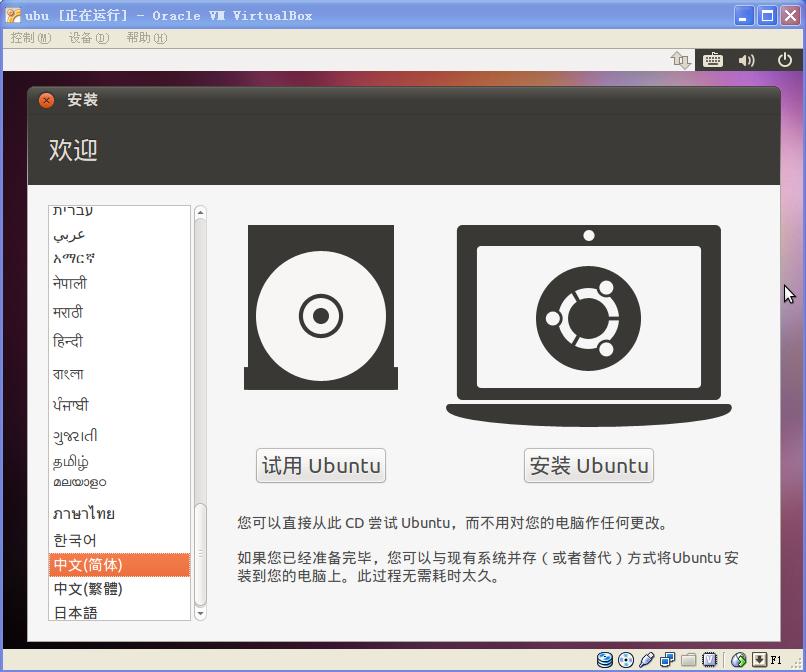 ubu [正在运行] - Oracle VM VirtualBox
控制(M) 设备(D) 帮助(H)
安装
欢迎
עברית
عربي
አማርኛ
नेपाली
मराठी
हिन्दी
বাংলা
ਪੰਜਾਬੀ
ગુજરાતી
தமிழ்
മലയാളം
ภาษาไทย
한국어
中文(简体)
中文(繁體)
日本語
试用 Ubuntu
安装 Ubuntu
您可以直接从此 CD 尝试 Ubuntu，而不用对您的电脑作任何更改。
如果您已经准备完毕，您可以与现有系统并存（或者替代）方式将Ubuntu 安
装到您的电脑上。此过程无需耗时太久。
F1